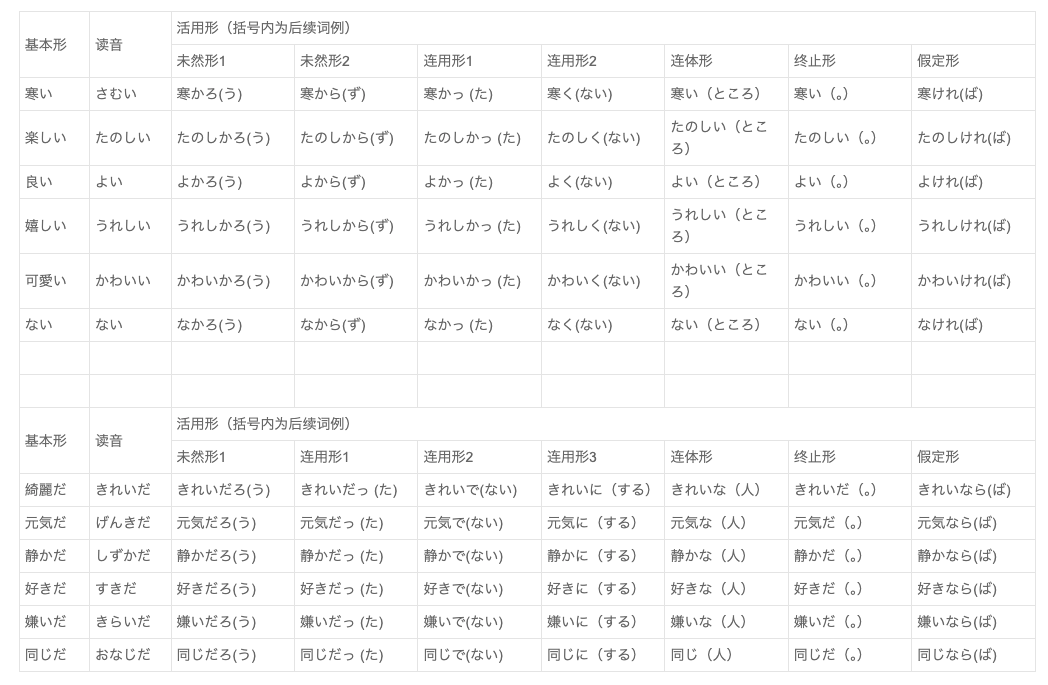 基本形 读音 活用形（括号内为后续词例）
未然形1 未然形2 连用形1 连用形2 连体形 终止形 假定形
寒い さむい 寒かろ(う) 寒から(ず) 寒かっ (た) 寒く(ない) 寒い（ところ） 寒い（。） 寒けれ(ば)
楽しい たのしい たのしかろ(う) たのしから(ず) たのしかっ (た) たのしく(ない) たのしい（ところ） たのしい（。） たのしけれ(ば)
良い よい よかろ(う) よから(ず) よかっ (た) よく(ない) よい（ところ） よい（。） よけれ(ば)
嬉しい うれしい うれしかろ(う) うれしから(ず) うれしかっ (た) うれしく(ない) うれしい（ところ） うれしい（。） うれしけれ(ば)
可愛い かわいい かわいかろ(う) かわいから(ず) かわいかっ (た) かわいく(ない) かわいい（ところ） かわいい（。） かわいけれ(ば)
ない ない なかろ(う) なから(ず) なかっ (た) なく(ない) ない（ところ） ない（。） なけれ(ば)
基本形 读音 活用形（括号内为后续词例）
未然形1 连用形1 连用形2 连用形3 连体形 终止形 假定形
綺麗だ きれいだ きれいだろ(う) きれいだっ (た) きれいで(ない) きれいに（する） きれいな（人） きれいだ（。） きれいなら(ば)
元気だ げんきだ 元気だろ(う) 元気だっ (た) 元気で(ない) 元気に（する） 元気な（人） 元気だ（。） 元気なら(ば)
静かだ しずかだ 静かだろ(う) 静かだっ (た) 静かで(ない) 静かに（する） 静かな（人） 静かだ（。） 静かなら(ば)
好きだ すきだ 好きだろ(う) 好きだっ (た) 好きで(ない) 好きに（する） 好きな（人） 好きだ（。） 好きなら(ば)
嫌いだ きらいだ 嫌いだろ(う) 嫌いだっ (た) 嫌いで(ない) 嫌いに（する） 嫌いな（人） 嫌いだ（。） 嫌いなら(ば)
同じだ おなじだ 同じだろ(う) 同じだっ (た) 同じで(ない) 同じに（する） 同じ（人） 同じだ（。） 同じなら(ば)